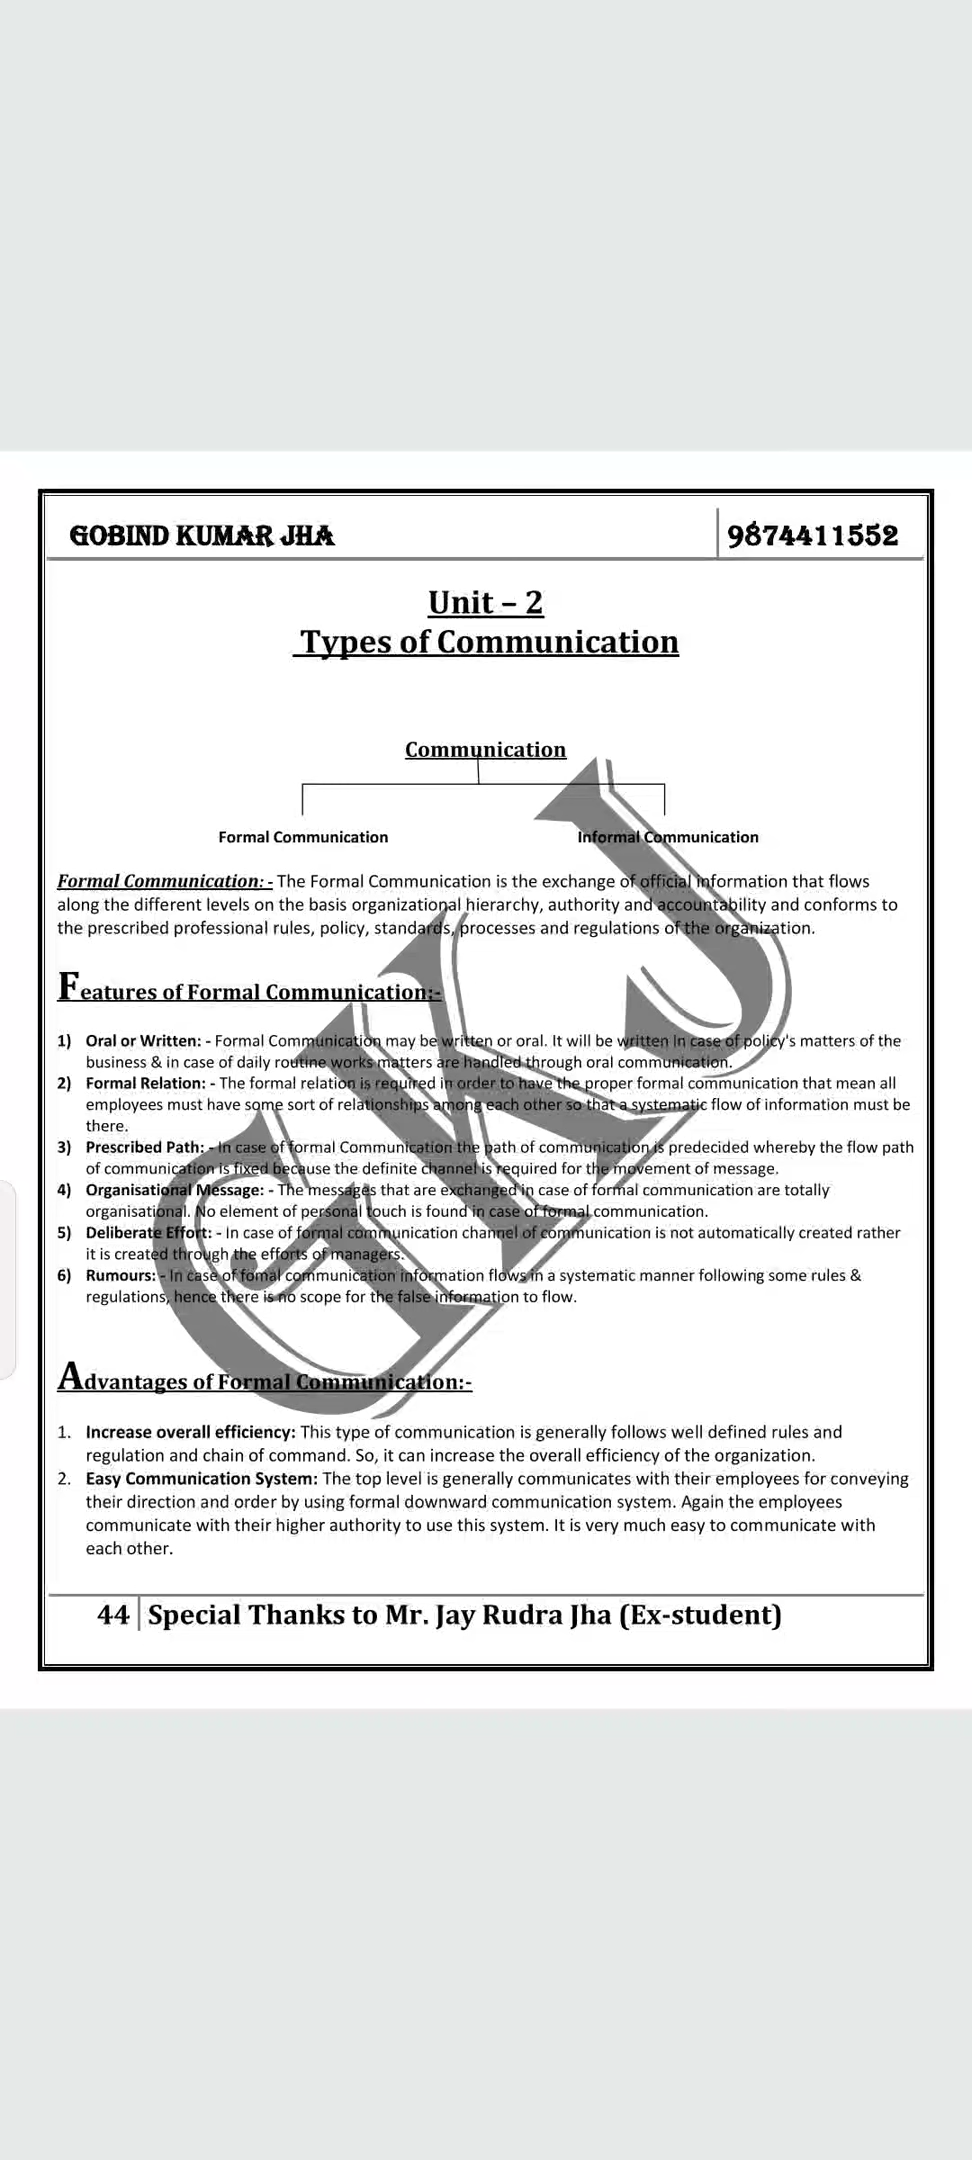 GOBIND KUMAR JHA
9874411552
Unit – 2
Types of Communication
Communication
Formal Communication
Informal Communication
Formal Communication: - The Formal Communication is the exchange of official information that flows
along the different levels on the basis organizational hierarchy, authority and accountability and conforms to
the prescribed professional rules, policy, standards, processes and regulations of the organization.
Features of Formal Communication:-
1) Oral or Written: - Formal Communication may be written or oral. It will be written In case of policy's matters of the
business & in case of daily routine works matters are handled through oral communication.
2) Formal Relation: - The formal relation is required in order to have the proper formal communication that mean all
employees must have some sort of relationships among each other so that a systematic flow of information must be
there.
3) Prescribed Path: - In case of formal Communication the path of communication is predecided whereby the flow path
of communication is fixed because the definite channel is required for the movement of message.
4) Organisational Message: - The messages that are exchanged in case of formal communication are totally
organisational. No element of personal touch is found in case of formal communication.
5) Deliberate Effort: - In case of formal communication channel of communication is not automatically created rather
it is created through the efforts of managers.
6) Rumours: - In case of fomal communication information flows in a systematic manner following some rules &
regulations, hence there is no scope for the false information to flow.
Advantages of Formal Communication:-
1. Increase overall efficiency: This type of communication is generally follows well defined rules and
regulation and chain of command. So, it can increase the overall efficiency of the organization.
2. Easy Communication System: The top level is generally communicates with their employees for conveying
their direction and order by using formal downward communication system. Again the employees
communicate with their higher authority to use this system. It is very much easy to communicate with
each other.
44 Special Thanks to Mr. Jay Rudra Jha (Ex-student)
GKJ